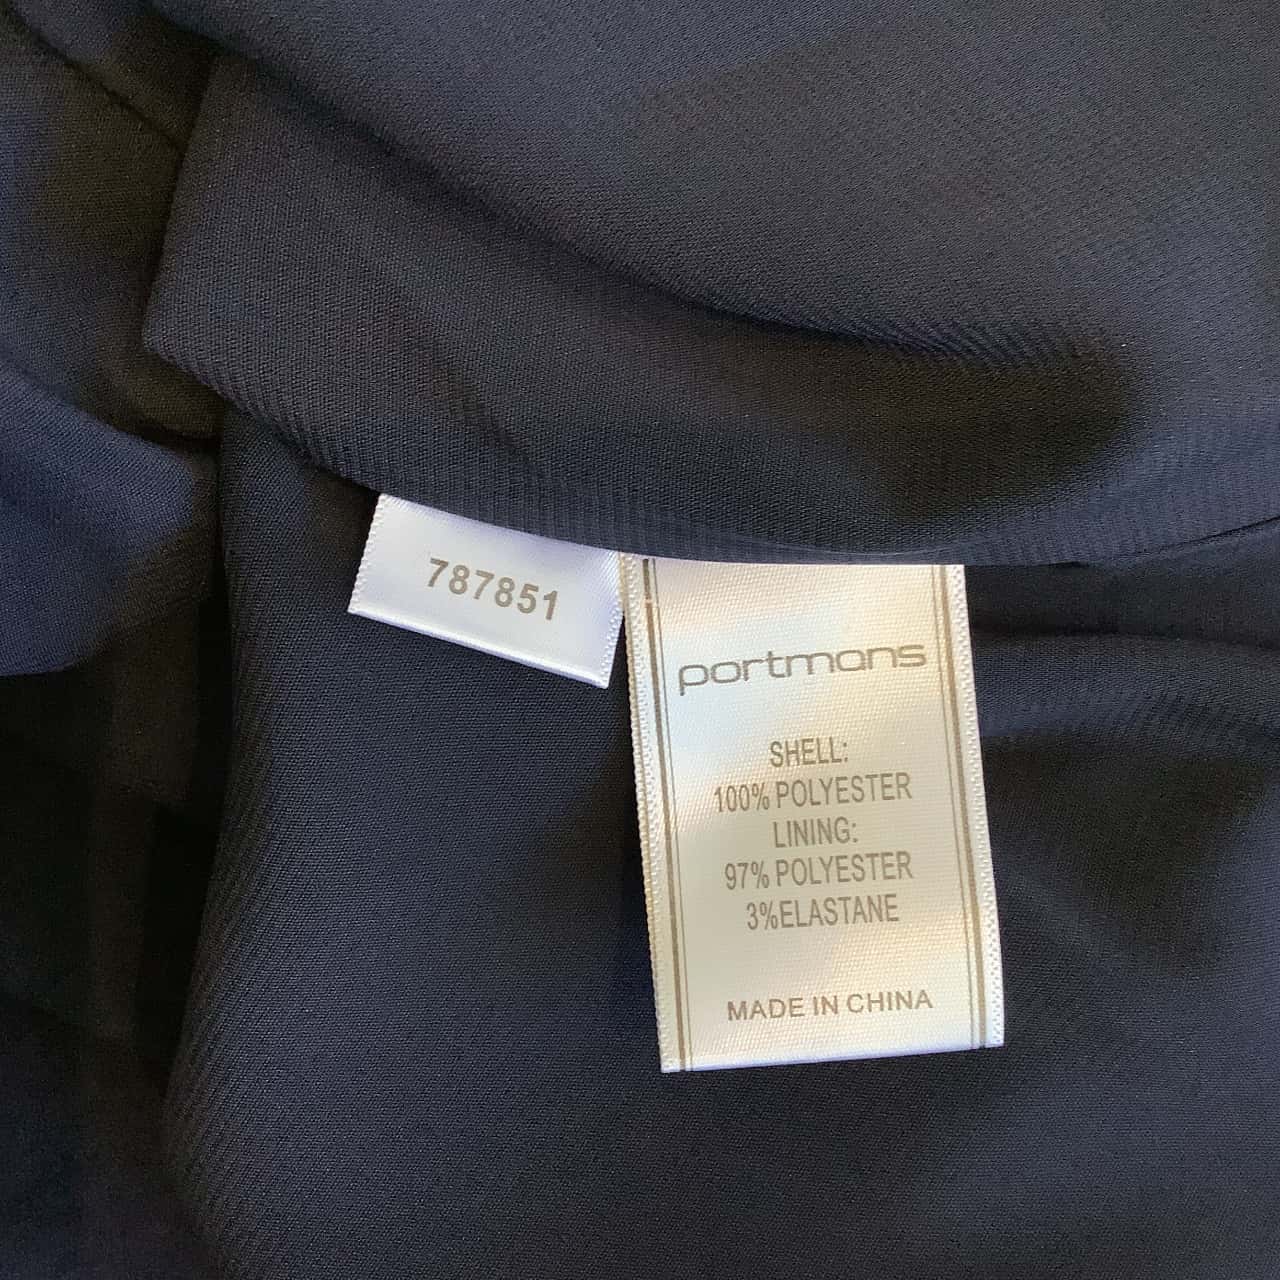 787851
portmans
SHELL:
100% POLYESTER
LINING:
97% POLYESTER
3%ELASTANE
MADE IN CHINA